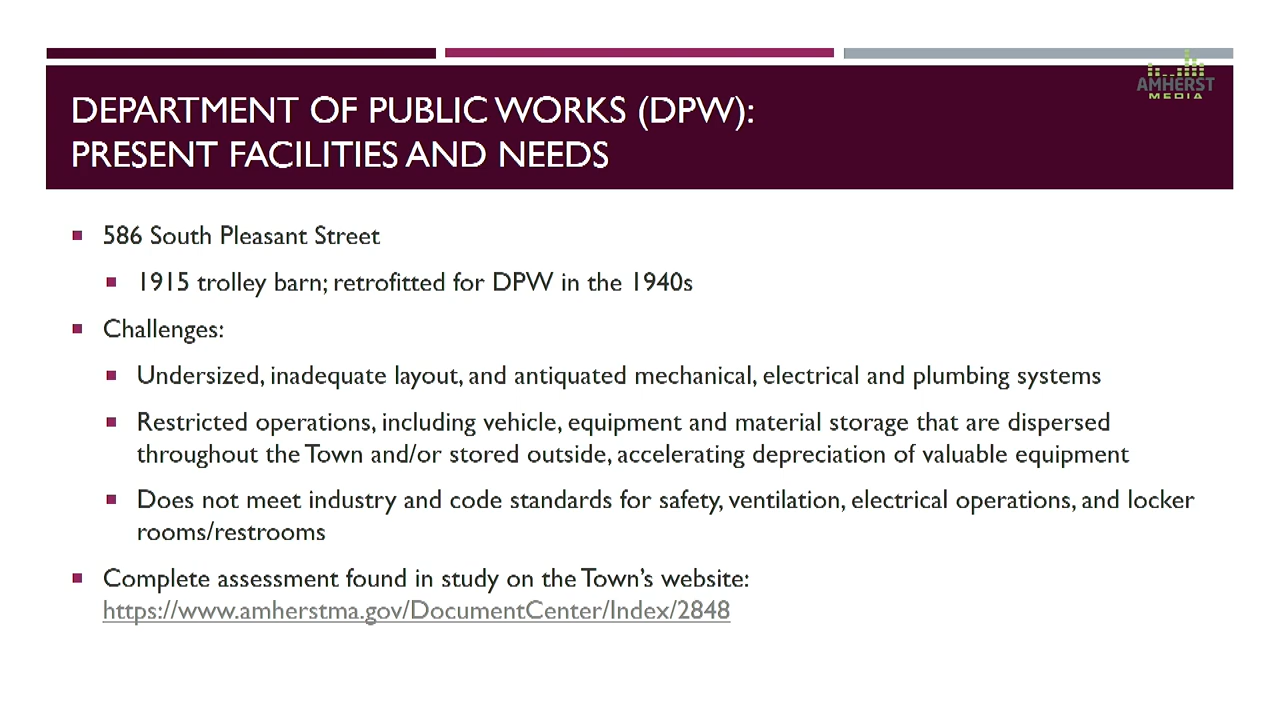 AMHERST
MEDIA
DEPARTMENT OF PUBLIC WORKS (DPW):
PRESENT FACILITIES AND NEEDS
586 South Pleasant Street
1915 trolley barn; retrofitted for DPW in the 1940s
Challenges:
Undersized, inadequate layout, and antiquated mechanical, electrical and plumbing systems
Restricted operations, including vehicle, equipment and material storage that are dispersed
throughout the Town and/or stored outside, accelerating depreciation of valuable equipment
Does not meet industry and code standards for safety, ventilation, electrical operations, and locker
rooms/restrooms
Complete assessment found in study on the Town's website:
https://www.amherstma.gov/DocumentCenter/Index/2848